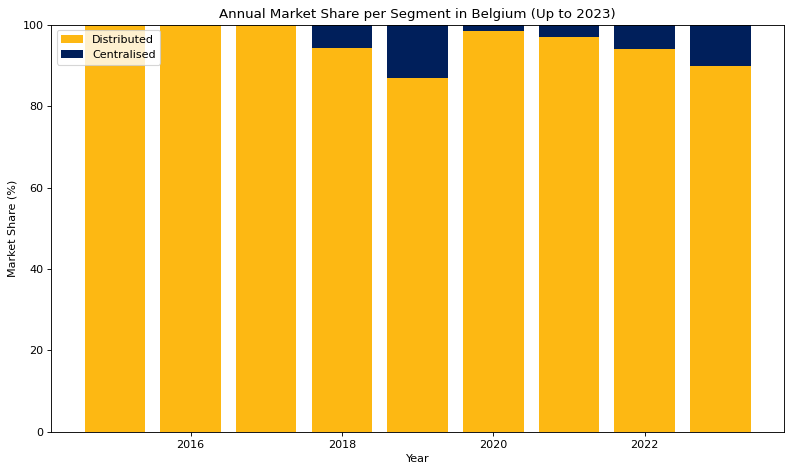 Annual Market Share per Segment in Belgium (Up to 2023)
Distributed
Centralised
Market Share (%)
100
80
60
40
20
0
2016
2018
2020
2022
Year